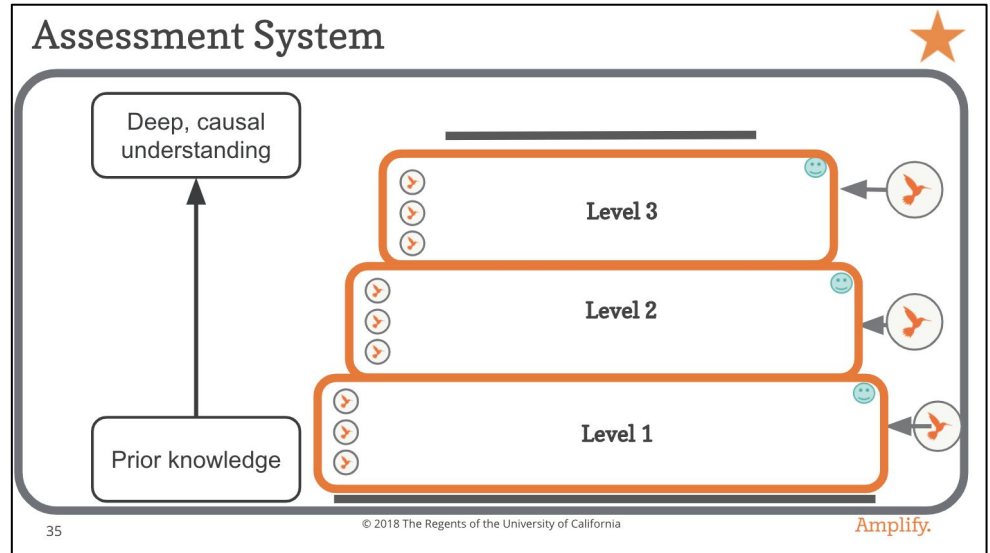 Assessment System
Deep, causal
understanding
Level 3
Level 2
Level 1
Prior knowledge
35
© 2018 The Regents of the University of California
Amplify.